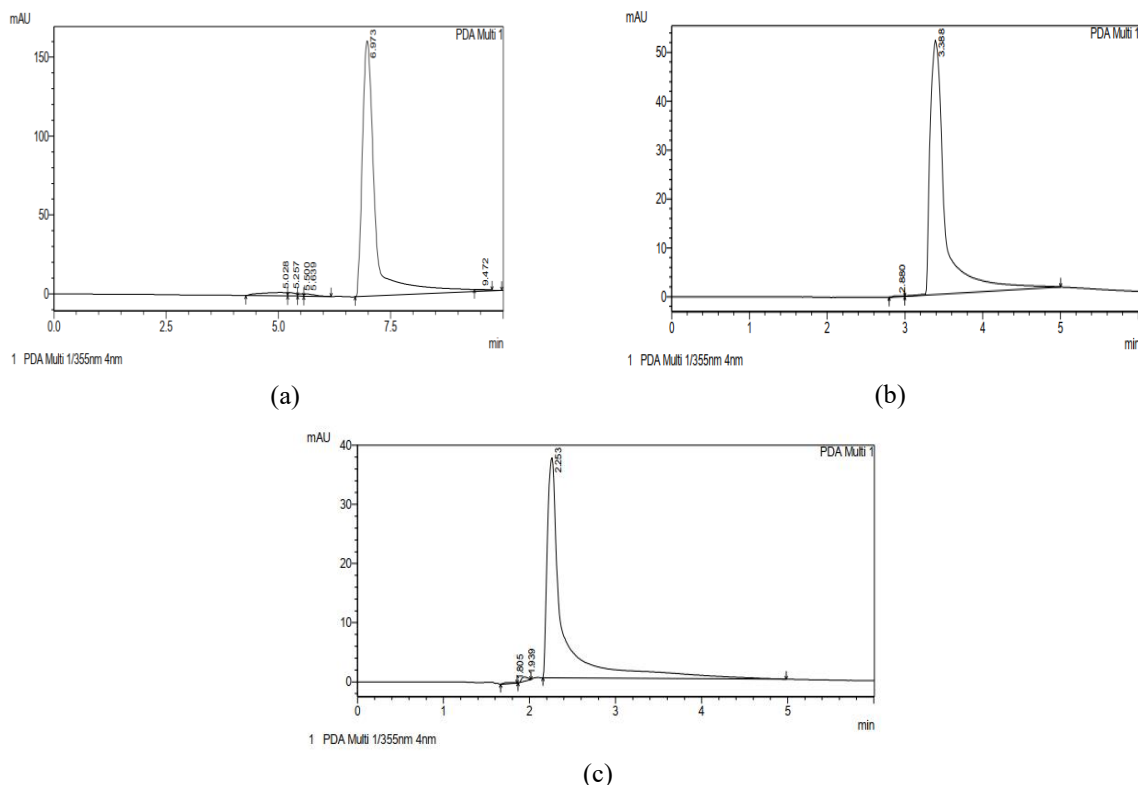 mAU
PDA Multi 1
150
100
50
0
5.028
5.257
5.500
5.639
6.973
9.472
0.0 2.5 5.0 7.5
min
1 PDA Multi 1/355nm 4nm
(a)
mAU
PDA Multi 1
50
40
30
20
10
0
2.880
3.388
0 1 2 3 4 5
min
1 PDA Multi 1/355nm 4nm
(b)
mAU
PDA Multi 1
40
30
20
10
0
1.805
1.939
2.253
0 1 2 3 4 5
min
1 PDA Multi 1/355nm 4nm
(c)